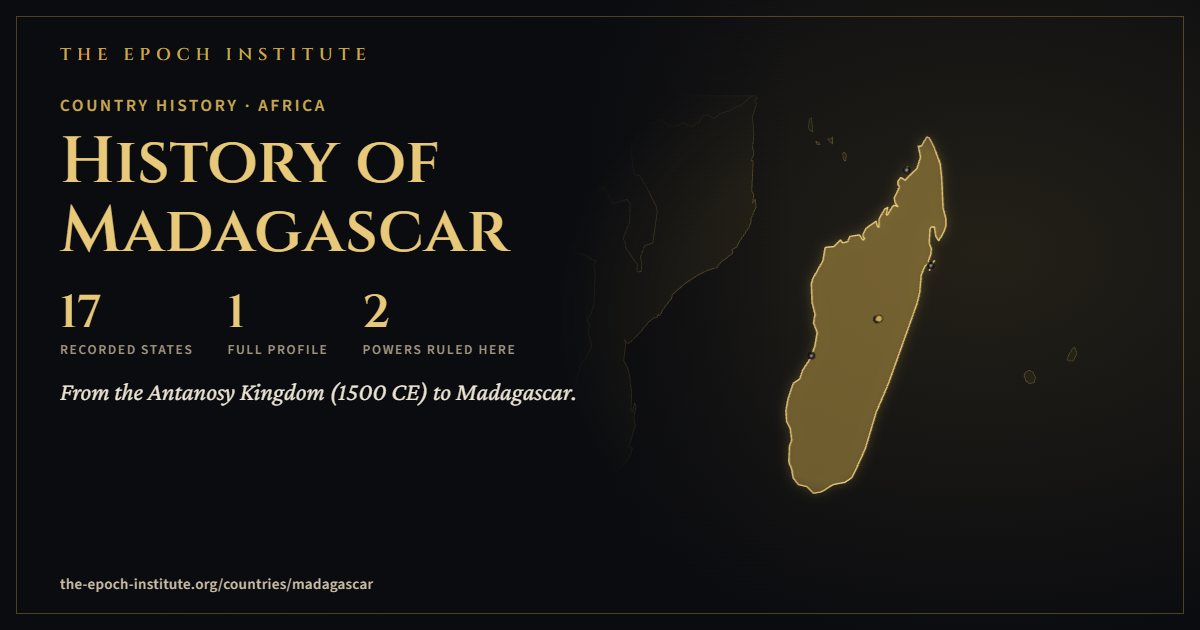 THE EPOCH INSTITUTE
COUNTRY HISTORY · AFRICA
HISTORY OF
MADAGASCAR
17 1 2
RECORDED STATES FULL PROFILE POWERS RULED HERE
From the Antanosy Kingdom (1500 CE) to Madagascar.
the-epoch-institute.org/countries/madagascar